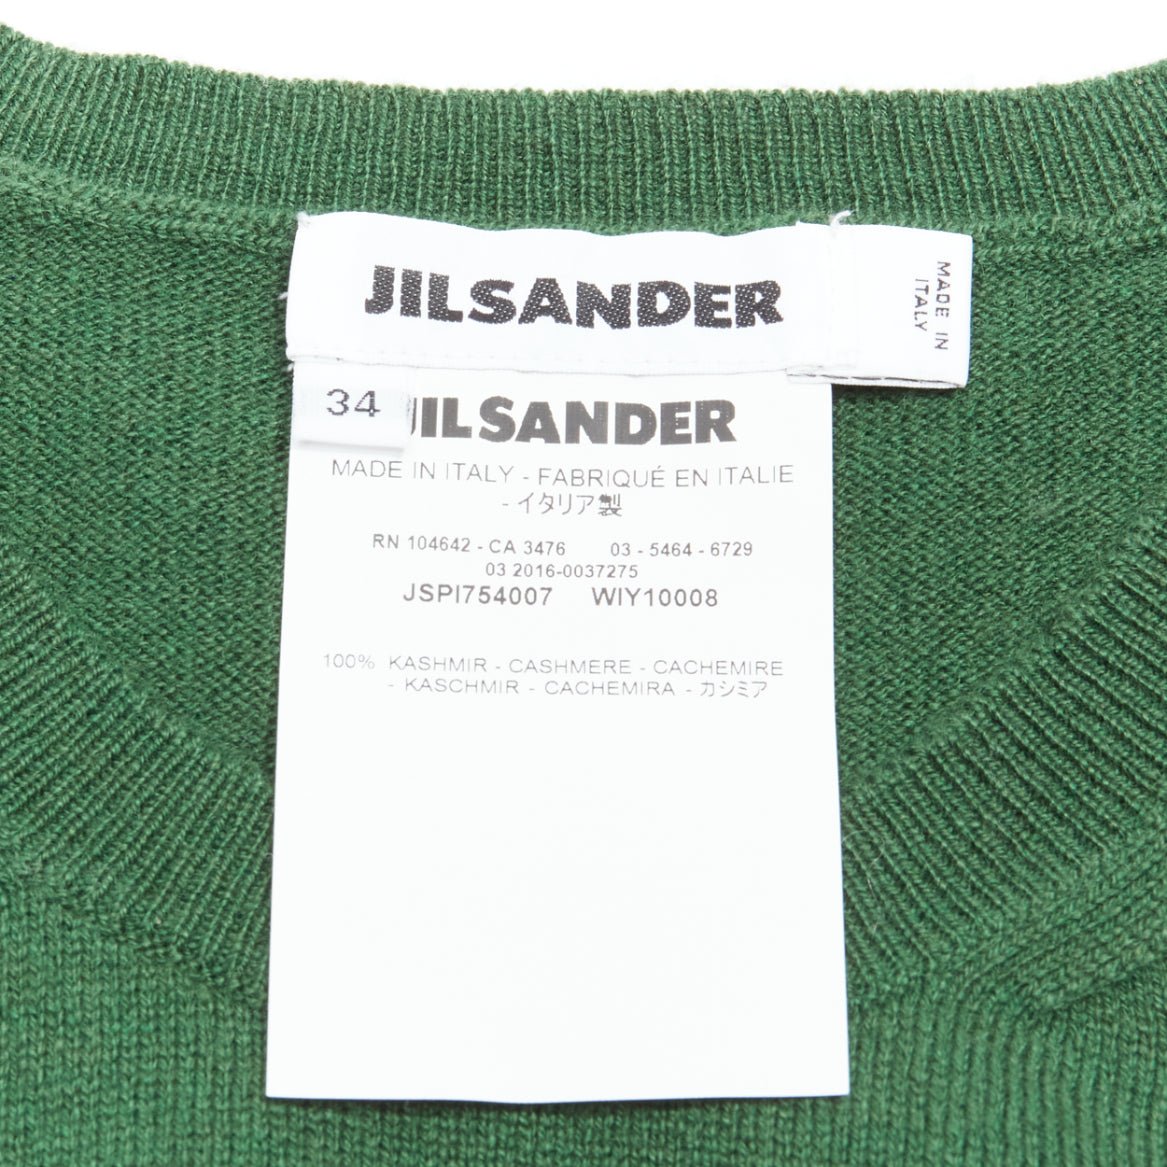 JILSANDER
MADE IN
ITALY
34
JILSANDER
MADE IN ITALY - FABRIQUÉ EN ITALIE
- イタリア製
RN 104642 - CA 3476 03 - 5464 - 6729
03 2016-0037275
JSPI754007 WIY10008
100% KASHMIR - CASHMERE - CACHEMIRE
- KASCHMIR - CACHEMIRA - カシミア